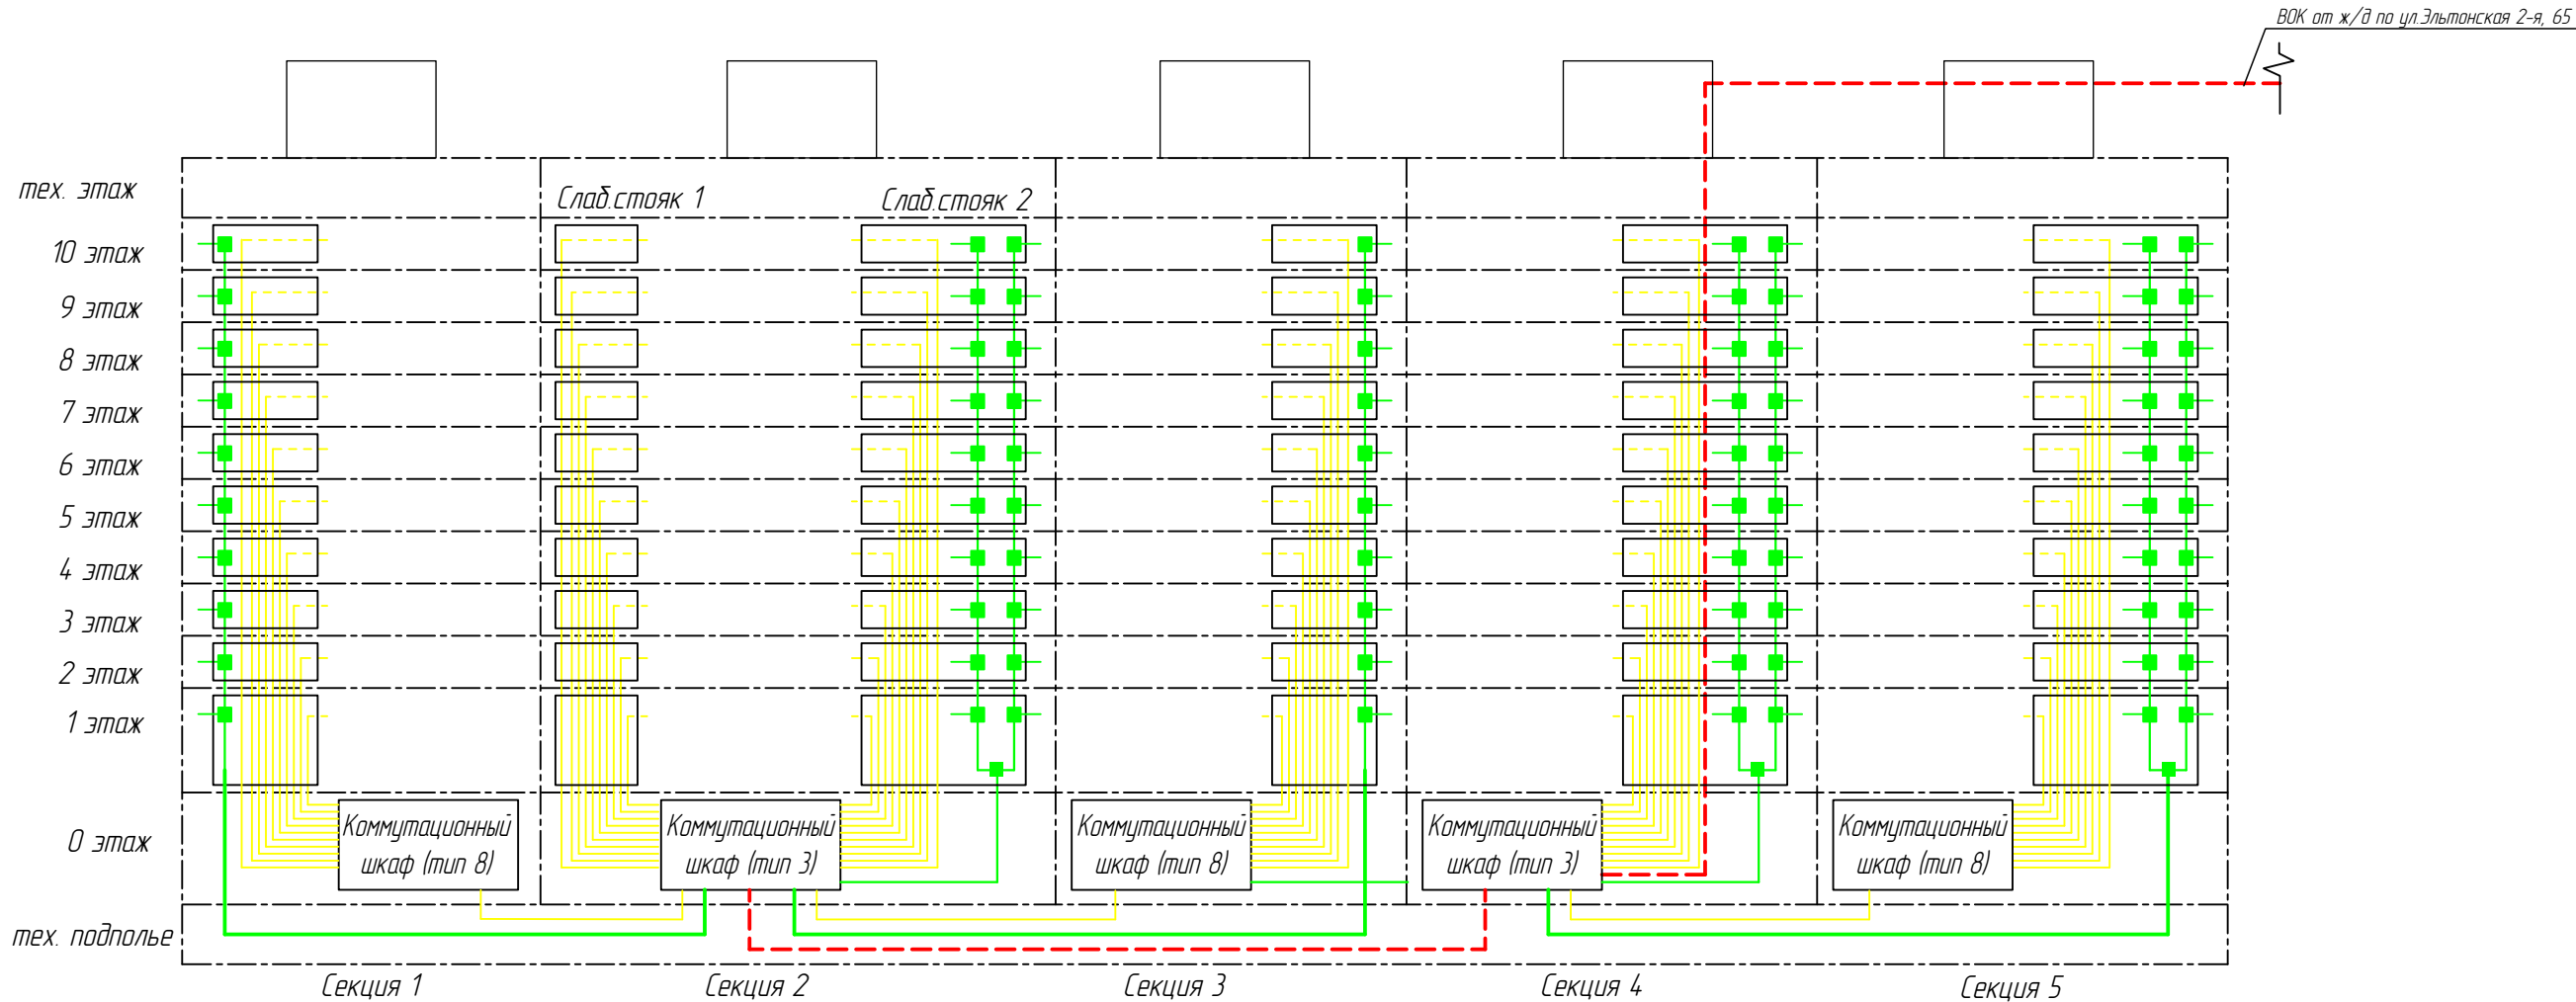 ВОК от ж/д по ул.Эльтонская 2-я, 65
тех. этаж
Слаб.стояк 1
Слаб.стояк 2
10 этаж
9 этаж
8 этаж
7 этаж
6 этаж
5 этаж
4 этаж
3 этаж
2 этаж
1 этаж
0 этаж
Коммутационный
шкаф (тип 8)
Коммутационный
шкаф (тип 3)
Коммутационный
шкаф (тип 8)
Коммутационный
шкаф (тип 3)
Коммутационный
шкаф (тип 8)
тех. подполье
Секция 1
Секция 2
Секция 3
Секция 4
Секция 5